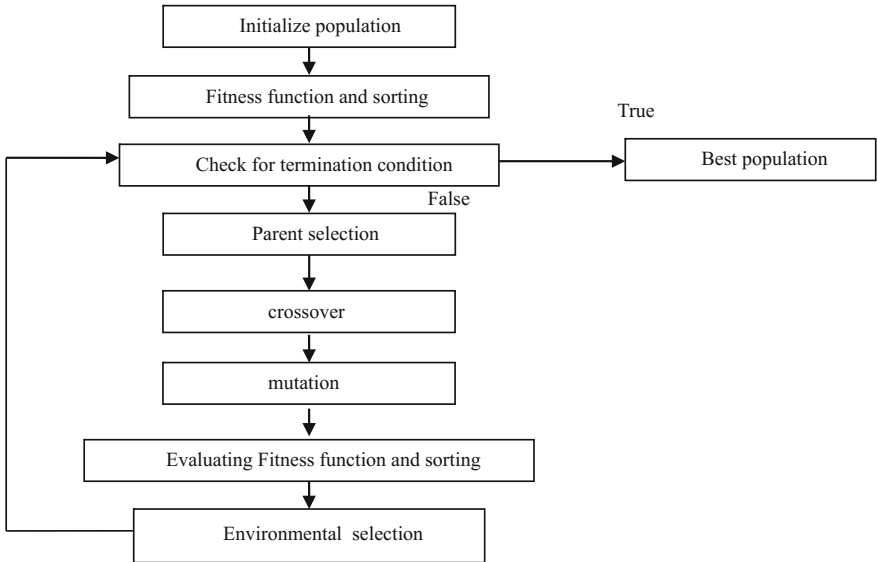 Initialize population
Fitness function and sorting
True
Check for termination condition
Best population
False
Parent selection
crossover
mutation
Evaluating Fitness function and sorting
Environmental selection